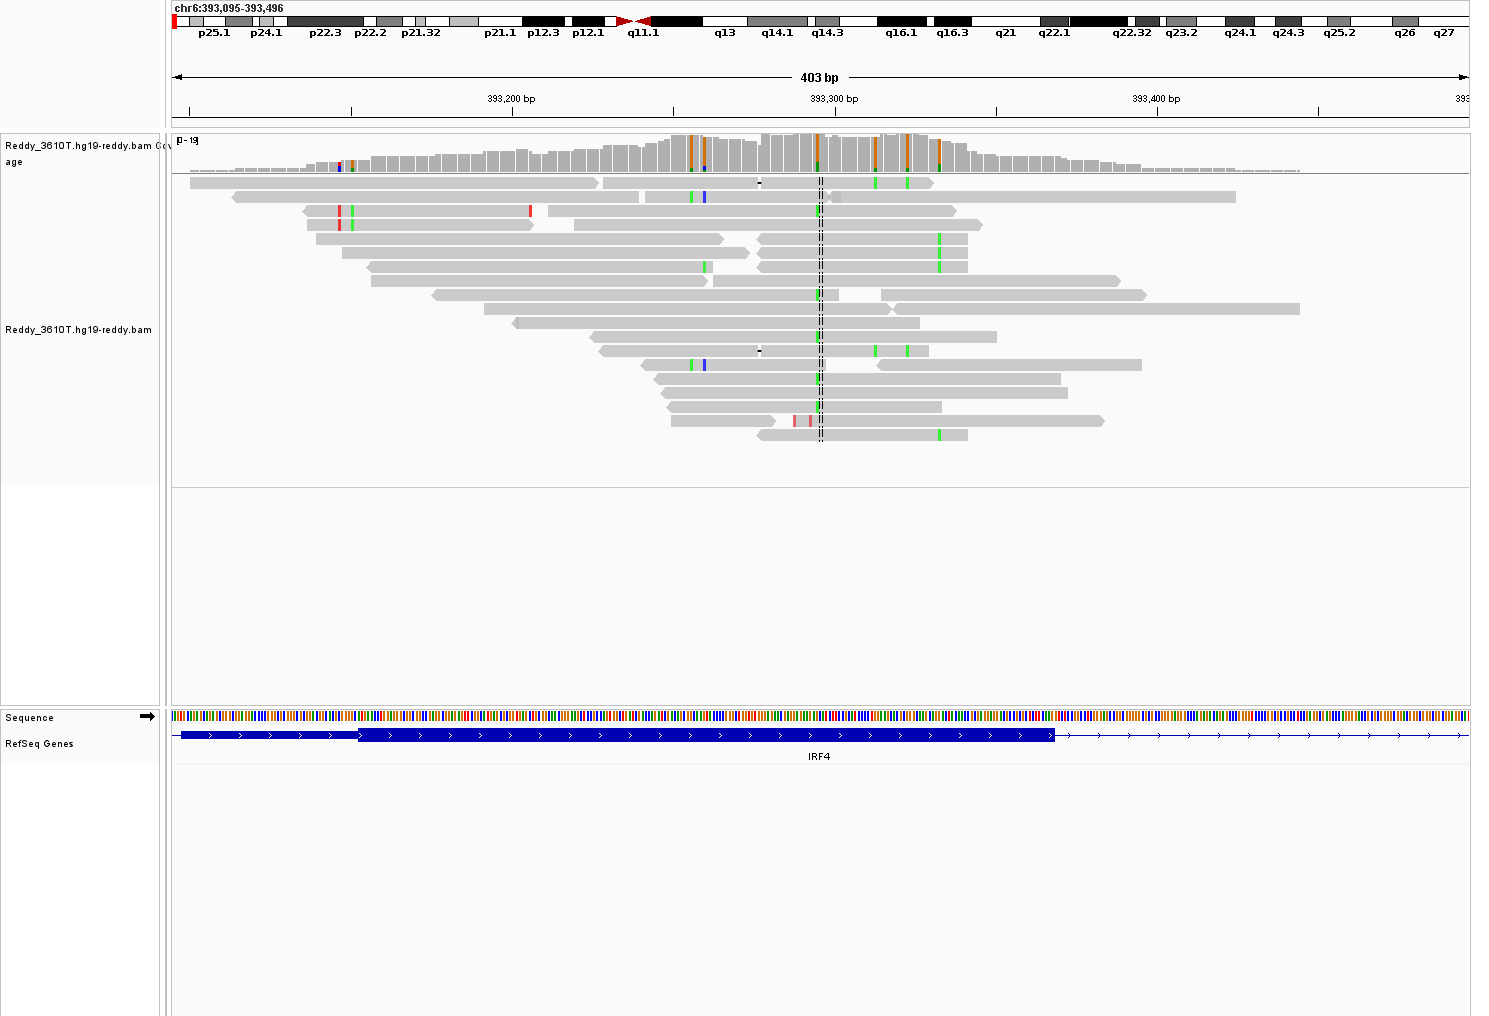 chr6:393,095-393,496
p25.1 p24.1 p22.3 p22.2 p21.32 p21.1 p12.3 p12.1 q11.1 q13 q14.1 q14.3 q16.1 q16.3 q21 q22.1 q22.32 q23.2 q24.1 q24.3 q25.2 q26 q27
403 bp
393,200 bp 393,300 bp 393,400 bp 393
Reddy_3610T.hg19-reddy.bam Cov
age
[0-19]
Reddy_3610T.hg19-reddy.bam
Sequence
RefSeq Genes
IRF4